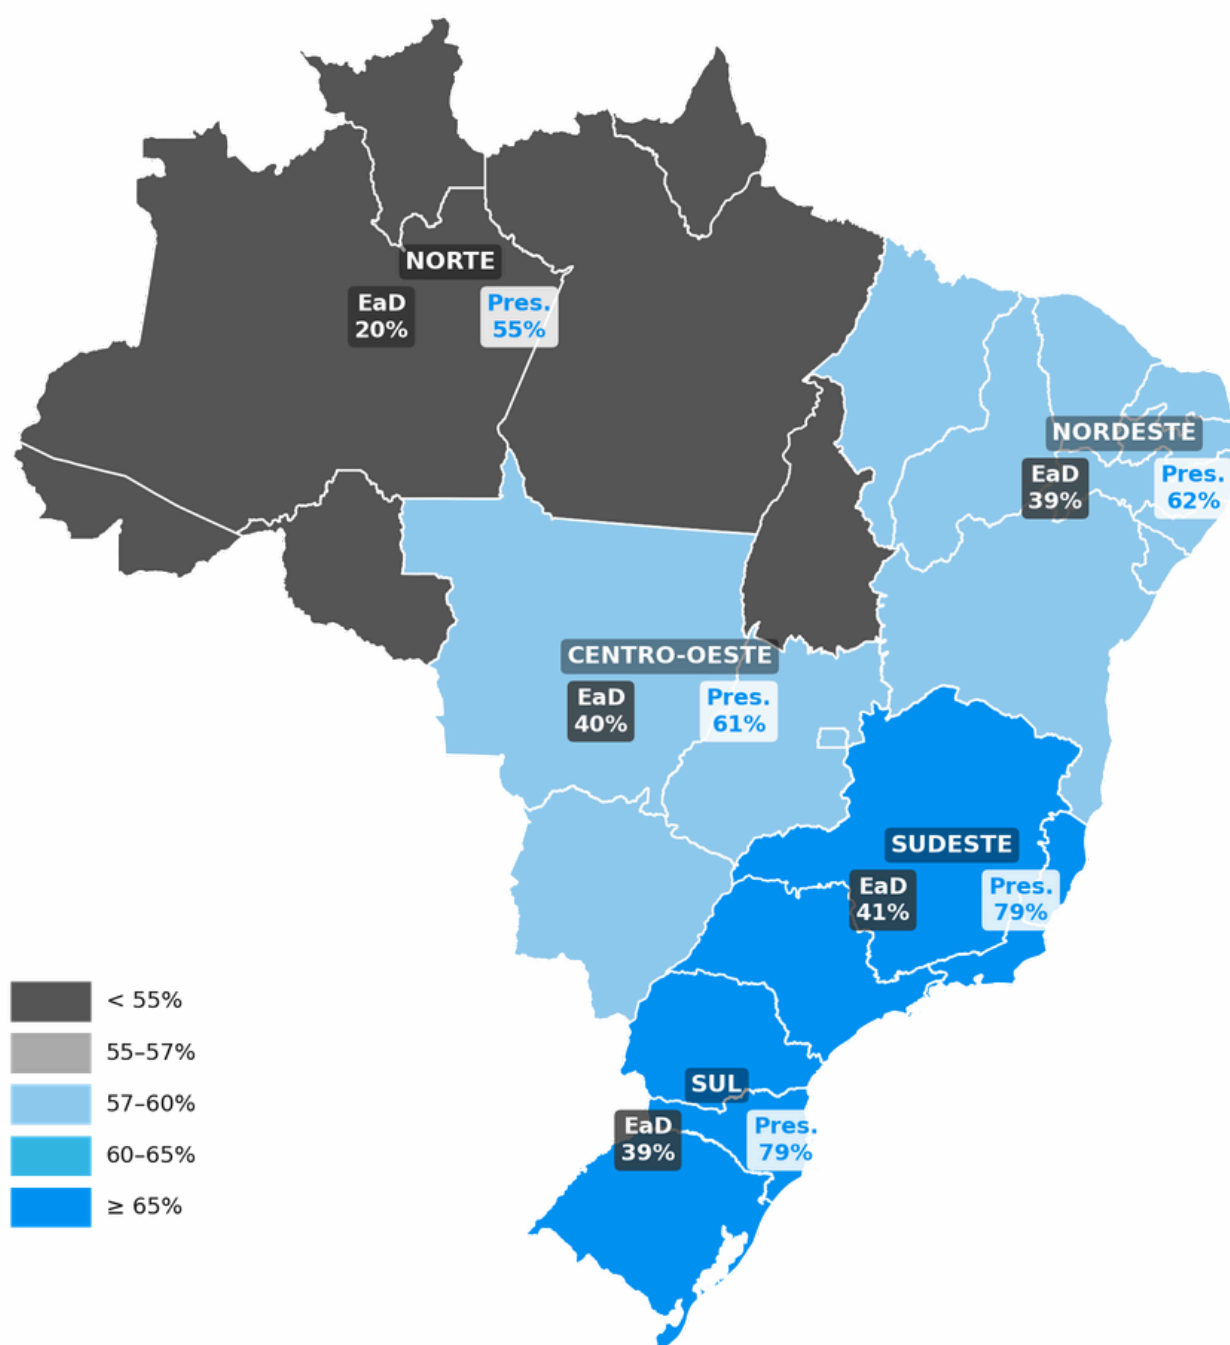 NORTE
EaD
20%
Pres.
55%
NORDESTE
EaD
39%
Pres.
62%
CENTRO-OESTE
EaD
40%
Pres.
61%
SUDESTE
EaD
41%
Pres.
79%
SUL
EaD
39%
Pres.
79%
< 55%
55–57%
57–60%
60–65%
≥ 65%